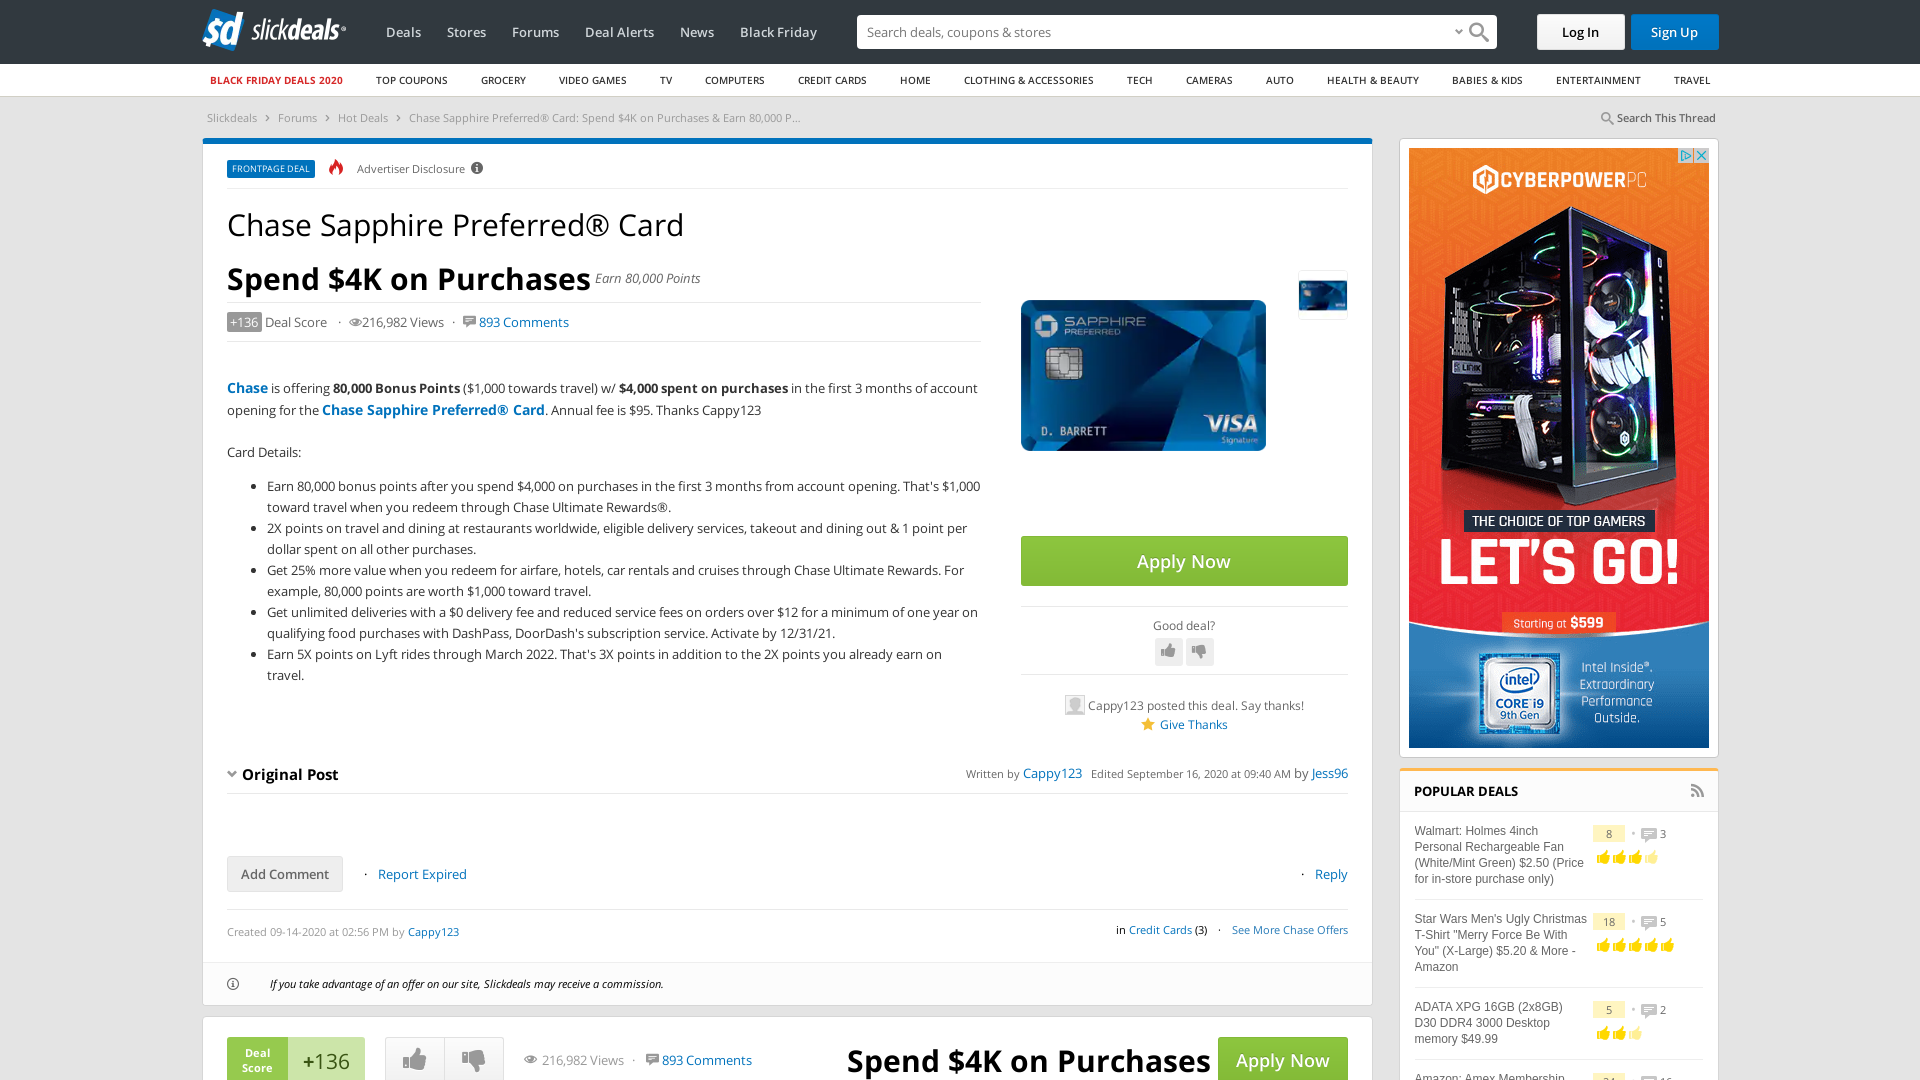 slickdeals
Deals
Stores
Forums
Deal Alerts
News
Black Friday
Search deals, coupons & stores
Log In
Sign Up
BLACK FRIDAY DEALS 2020
TOP COUPONS
GROCERY
VIDEO GAMES
TV
COMPUTERS
CREDIT CARDS
HOME
CLOTHING & ACCESSORIES
TECH
CAMERAS
AUTO
HEALTH & BEAUTY
BABIES & KIDS
ENTERTAINMENT
TRAVEL
Slickdeals › Forums › Hot Deals › Chase Sapphire Preferred® Card: Spend $4K on Purchases & Earn 80,000 P...
Search This Thread
FRONTPAGE DEAL
Advertiser Disclosure
Chase Sapphire Preferred® Card
Spend $4K on Purchases Earn 80,000 Points
+136 Deal Score · 216,982 Views · 893 Comments
Chase is offering 80,000 Bonus Points ($1,000 towards travel) w/ $4,000 spent on purchases in the first 3 months of account
opening for the Chase Sapphire Preferred® Card. Annual fee is $95. Thanks Cappy123
Card Details:
• Earn 80,000 bonus points after you spend $4,000 on purchases in the first 3 months from account opening. That's $1,000
toward travel when you redeem through Chase Ultimate Rewards®.
• 2X points on travel and dining at restaurants worldwide, eligible delivery services, takeout and dining out & 1 point per
dollar spent on all other purchases.
• Get 25% more value when you redeem for airfare, hotels, car rentals and cruises through Chase Ultimate Rewards. For
example, 80,000 points are worth $1,000 toward travel.
• Get unlimited deliveries with a $0 delivery fee and reduced service fees on orders over $12 for a minimum of one year on
qualifying food purchases with DashPass, DoorDash's subscription service. Activate by 12/31/21.
• Earn 5X points on Lyft rides through March 2022. That's 3X points in addition to the 2X points you already earn on
travel.
SAPPHIRE
PREFERRED
D. BARRETT
VISA
Signature
Apply Now
Good deal?
Cappy123 posted this deal. Say thanks!
Give Thanks
Original Post
Written by Cappy123 Edited September 16, 2020 at 09:40 AM by Jess96
Add Comment
· Report Expired
· Reply
Created 09-14-2020 at 02:56 PM by Cappy123
in Credit Cards (3) · See More Chase Offers
If you take advantage of an offer on our site, Slickdeals may receive a commission.
Deal
Score
+136
216,982 Views · 893 Comments
Spend $4K on Purchases
Apply Now
CYBERPOWERPC
THE CHOICE OF TOP GAMERS
LET'S GO!
Starting at $599
intel
CORE i9
9th Gen
Intel Inside®.
Extraordinary
Performance
Outside.
POPULAR DEALS
Walmart: Holmes 4inch
Personal Rechargeable Fan
(White/Mint Green) $2.50 (Price
for in-store purchase only)
8 • 3
Star Wars Men's Ugly Christmas
T-Shirt "Merry Force Be With
You" (X-Large) $5.20 & More -
Amazon
18 • 5
ADATA XPG 16GB (2x8GB)
D30 DDR4 3000 Desktop
memory $49.99
5 • 2
Amazon: Amex Membership